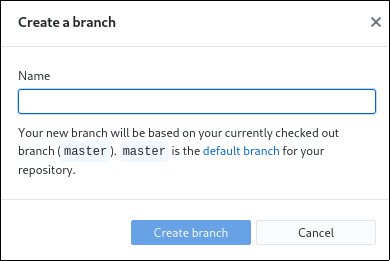 Create a branch
Name
Your new branch will be based on your currently checked out
branch (master). master is the default branch for your
repository.
Create branch Cancel